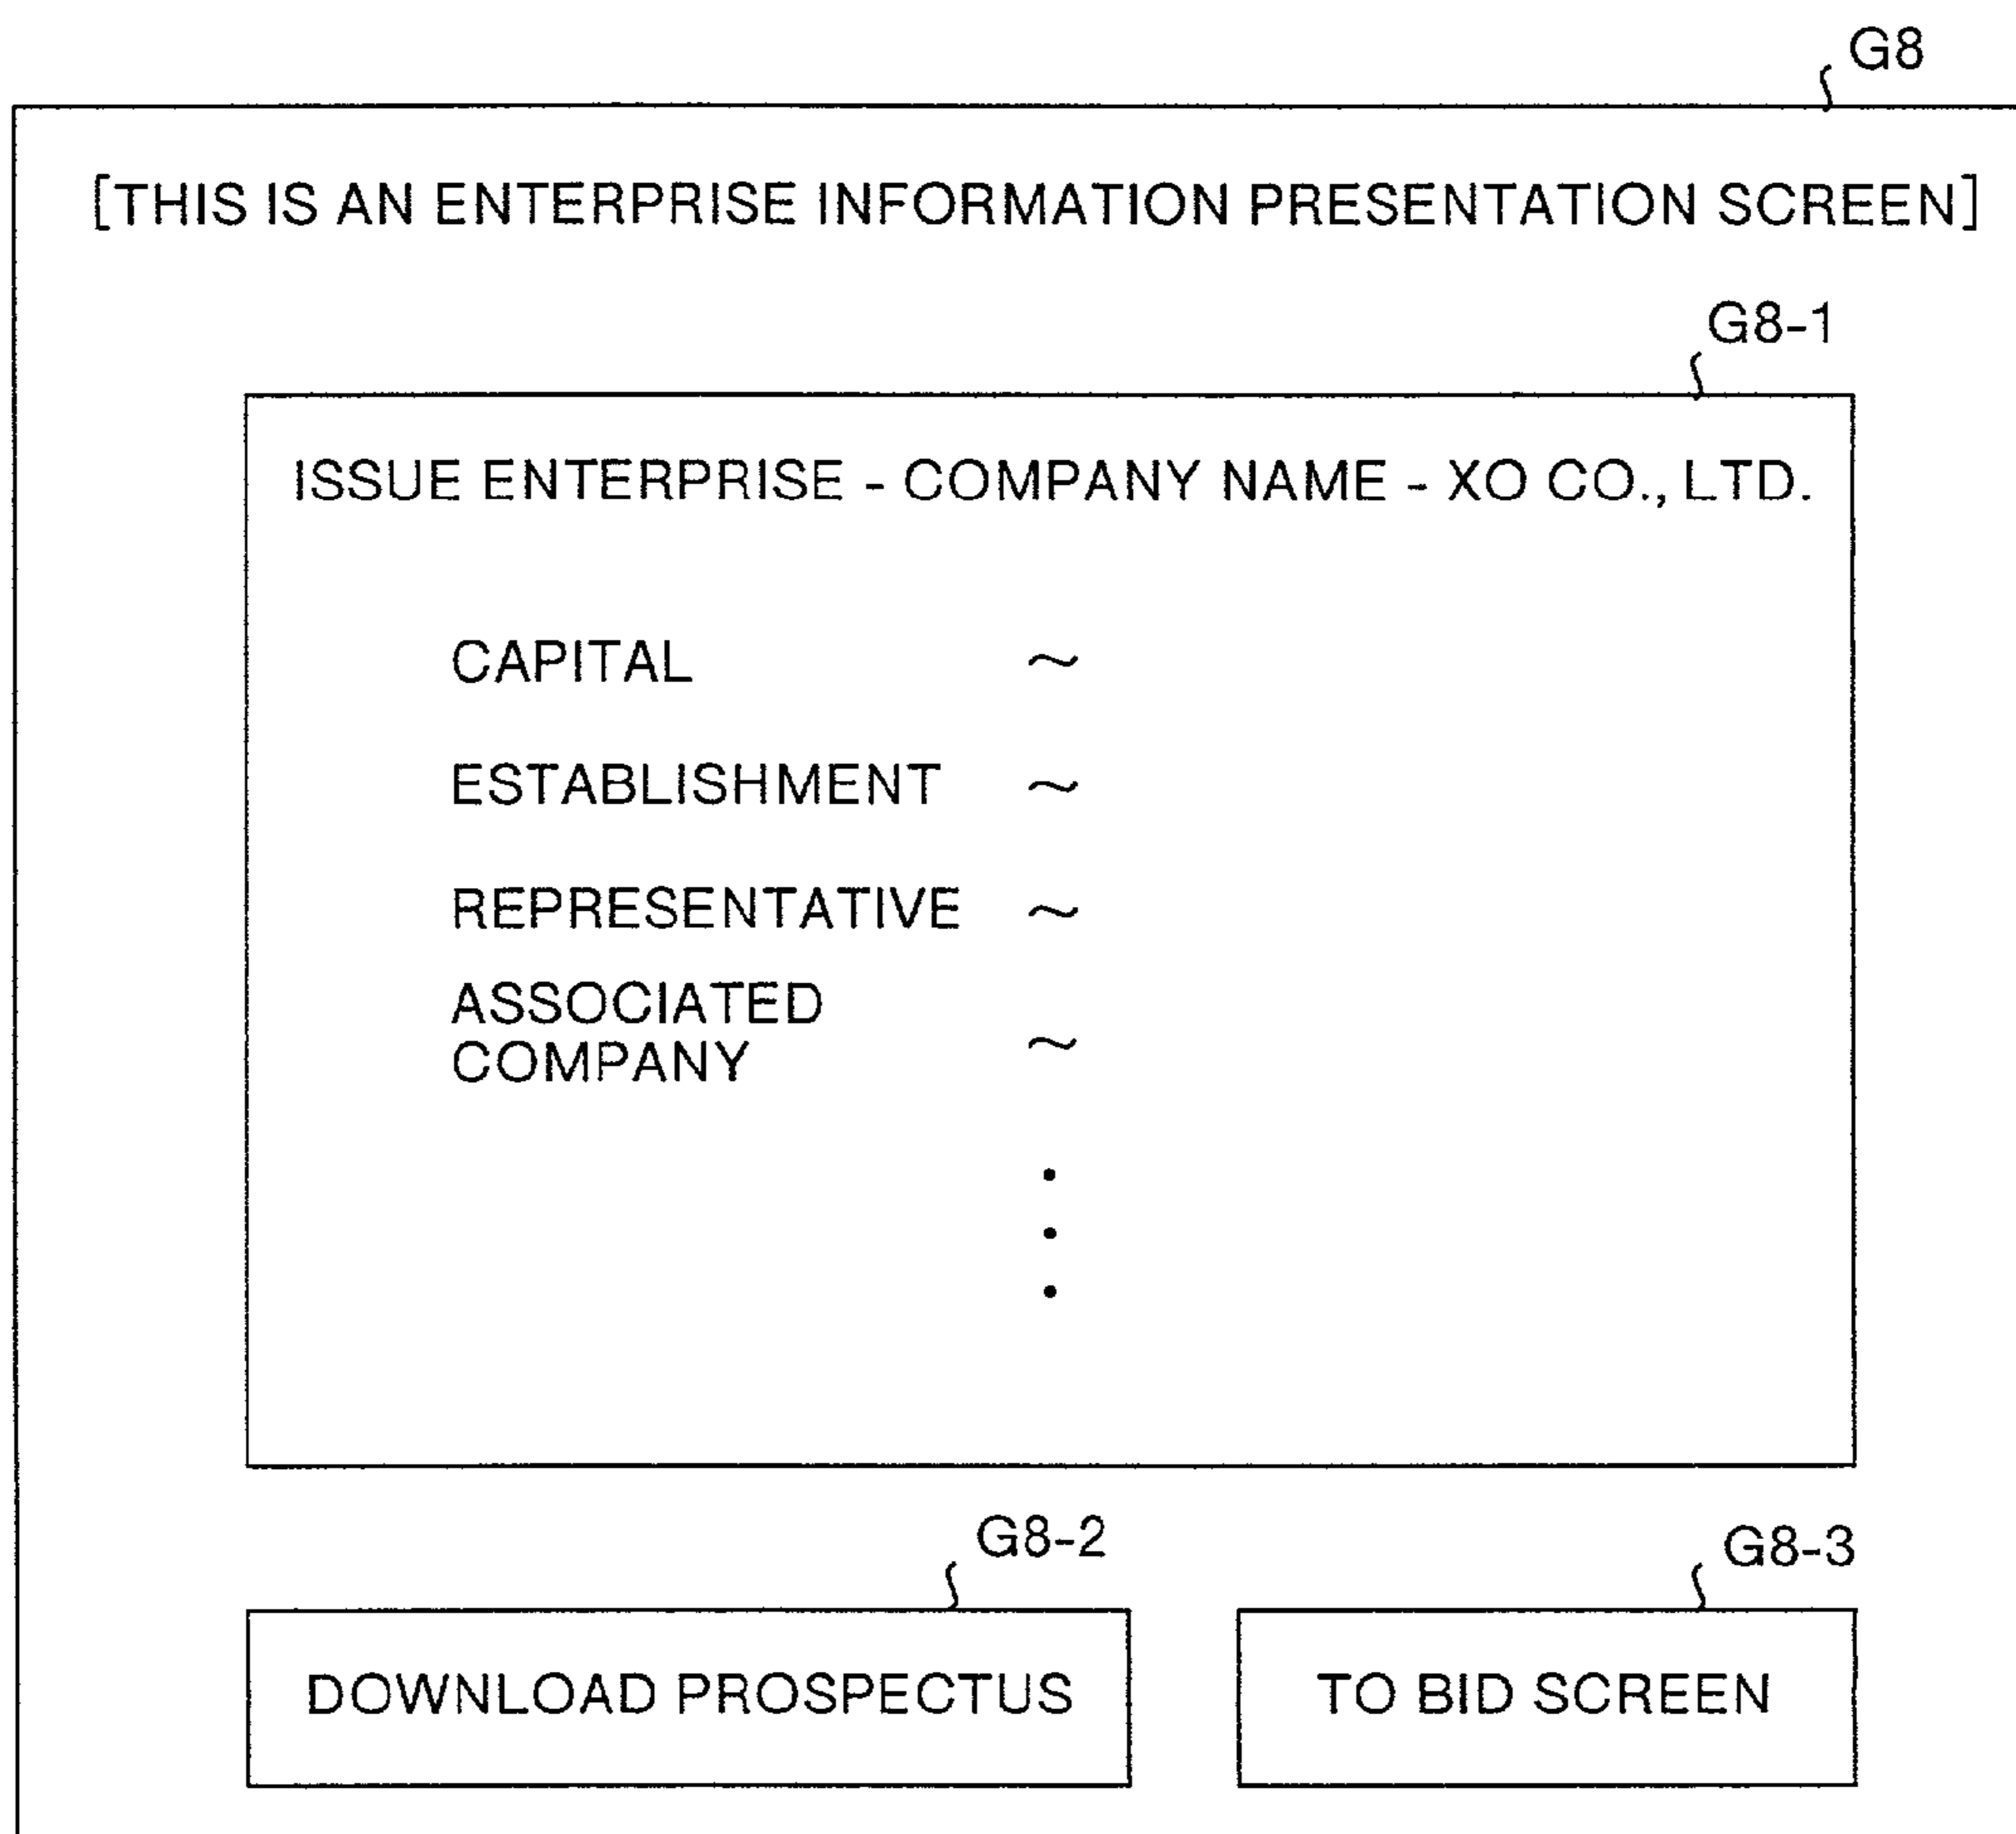 G8
[THIS IS AN ENTERPRISE INFORMATION PRESENTATION SCREEN]
G8-1
ISSUE ENTERPRISE - COMPANY NAME - XO CO., LTD.
CAPITAL ~
ESTABLISHMENT ~
REPRESENTATIVE ~
ASSOCIATED
COMPANY ~
G8-2
G8-3
DOWNLOAD PROSPECTUS
TO BID SCREEN